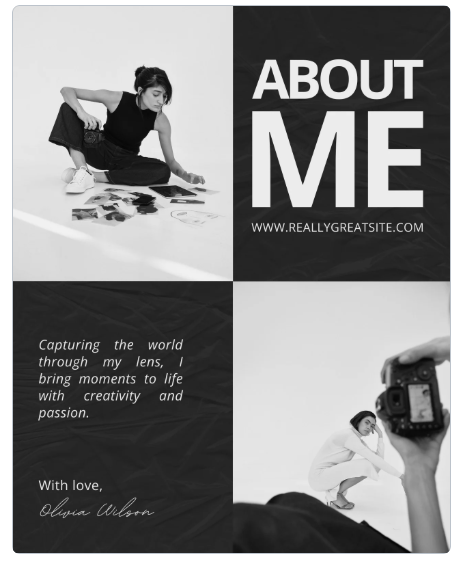 ABOUT
ME
WWW.REALLYGREATSITE.COM
Capturing the world
through my lens, I
bring moments to life
with creativity and
passion.
With love,
Olivia Wilson